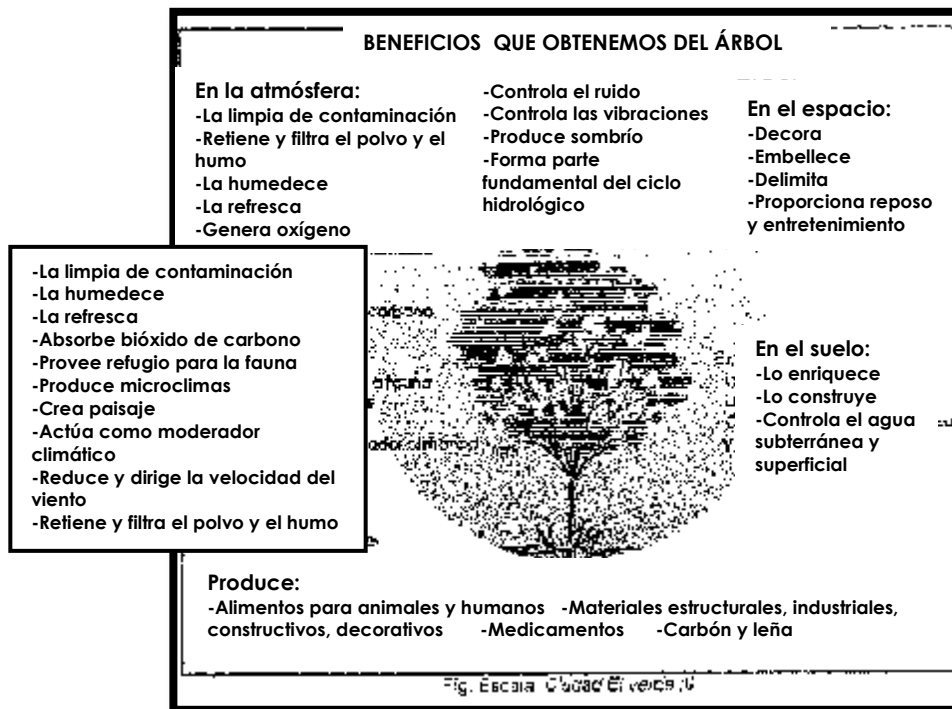 BENEFICIOS QUE OBTENEMOS DEL ÁRBOL
En la atmósfera:
-La limpia de contaminación
-Retiene y filtra el polvo y el
humo
-La humedece
-La refresca
-Genera oxígeno
-Controla el ruido
-Controla las vibraciones
-Produce sombrío
-Forma parte
fundamental del ciclo
hidrológico
En el espacio:
-Decora
-Embellece
-Delimita
-Proporciona reposo
y entretenimiento
-La limpia de contaminación
-La humedece
-La refresca
-Absorbe bióxido de carbono
-Provee refugio para la fauna
-Produce microclimas
-Crea paisaje
-Actúa como moderador
climático
-Reduce y dirige la velocidad del
viento
-Retiene y filtra el polvo y el humo
En el suelo:
-Lo enriquece
-Lo construye
-Controla el agua
subterránea y
superficial
Produce:
-Alimentos para animales y humanos -Materiales estructurales, industriales,
constructivos, decorativos -Medicamentos -Carbón y leña
Fig. Escala Ciudad El verde